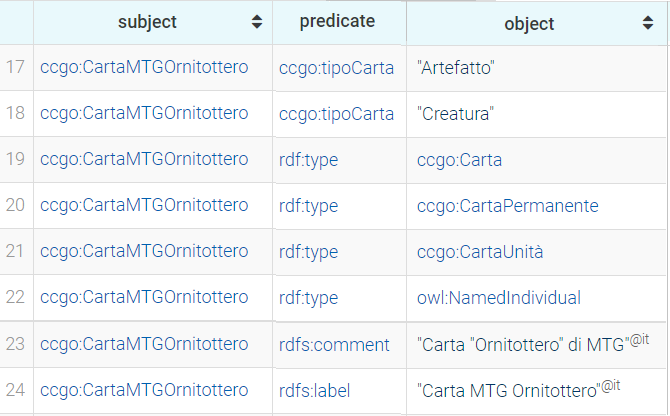 subject predicate object
17 ccgo:CartaMTGOrnitottero ccgo:tipoCarta "Artefatto"
18 ccgo:CartaMTGOrnitottero ccgo:tipoCarta "Creatura"
19 ccgo:CartaMTGOrnitottero rdf:type ccgo:Carta
20 ccgo:CartaMTGOrnitottero rdf:type ccgo:CartaPermanente
21 ccgo:CartaMTGOrnitottero rdf:type ccgo:CartaUnità
22 ccgo:CartaMTGOrnitottero rdf:type owl:NamedIndividual
23 ccgo:CartaMTGOrnitottero rdfs:comment "Carta "Ornitottero" di MTG"@it
24 ccgo:CartaMTGOrnitottero rdfs:label "Carta MTG Ornitottero"@it